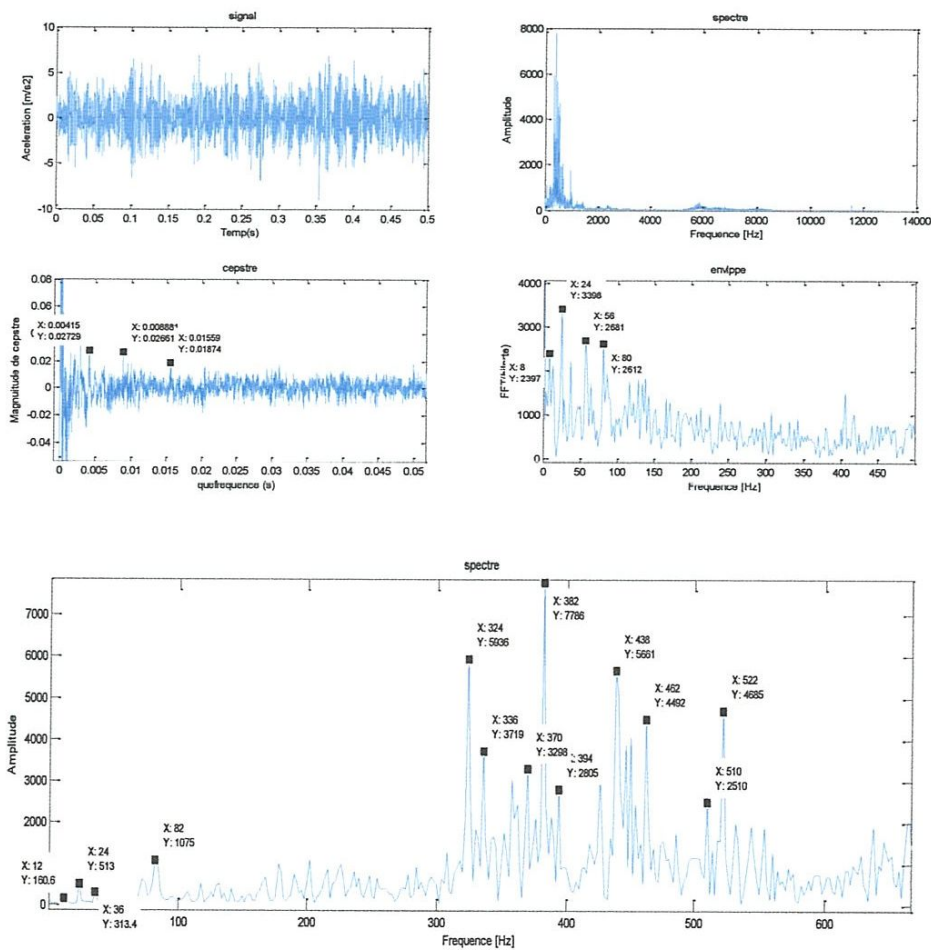 signal
10
5
0
-5
-10
Aceleration [m/s2]
0 0.05 0.1 0.15 0.2 0.25 0.3 0.35 0.4 0.45 0.5
Temp(s)
spectre
8000
6000
4000
2000
0
Amplitude
0 2000 4000 6000 8000 10000 12000 14000
Frequence [Hz]
cepstre
0.08
0.06
X: 0.00415
Y: 0.02729
X: 0.008881
Y: 0.02661
X: 0.01559
Y: 0.01874
0.02
0
-0.02
-0.04
Magnitude de cepstre
0 0.005 0.01 0.015 0.02 0.025 0.03 0.035 0.04 0.045 0.05
quefrequence (s)
envlppe
4000
3000
1000
0
X: 24
Y: 3398
X: 56
Y: 2681
X: 80
Y: 2612
X: 8
Y: 2397
0 50 100 150 200 250 300 350 400 450
Frequence [Hz]
spectre
7000
6000
5000
4000
3000
2000
1000
0
Amplitude
X: 12
Y: 160.6
X: 24
Y: 513
X: 36
Y: 313.4
X: 82
Y: 1075
X: 324
Y: 5936
X: 336
Y: 3719
X: 370
Y: 3298
X: 382
Y: 7786
394
Y: 2805
X: 438
Y: 5661
X: 462
Y: 4492
X: 510
Y: 2510
X: 522
Y: 4685
100 200 300 400 500 600
Frequence [Hz]